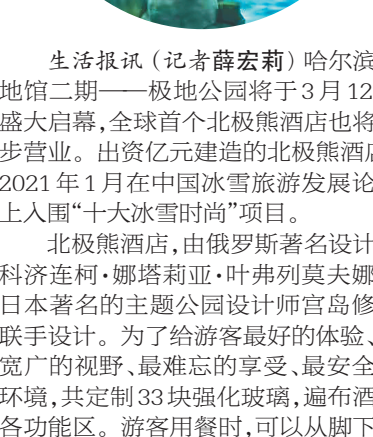 生活报讯（记者薛宏莉）哈尔滨
地馆二期——极地公园将于3月12
盛大启幕,全球首个北极熊酒店也将
步营业。出资亿元建造的北极熊酒店
2021年1月在中国冰雪旅游发展论
上入围“十大冰雪时尚”项目。
北极熊酒店,由俄罗斯著名设计
科济连柯·娜塔莉亚·叶弗列莫夫娜
日本著名的主题公园设计师宫岛修
联手设计。为了给游客最好的体验、
宽广的视野、最难忘的享受、最安全
环境,共定制33块强化玻璃,遍布酒
各功能区。游客用餐时,可以从脚下